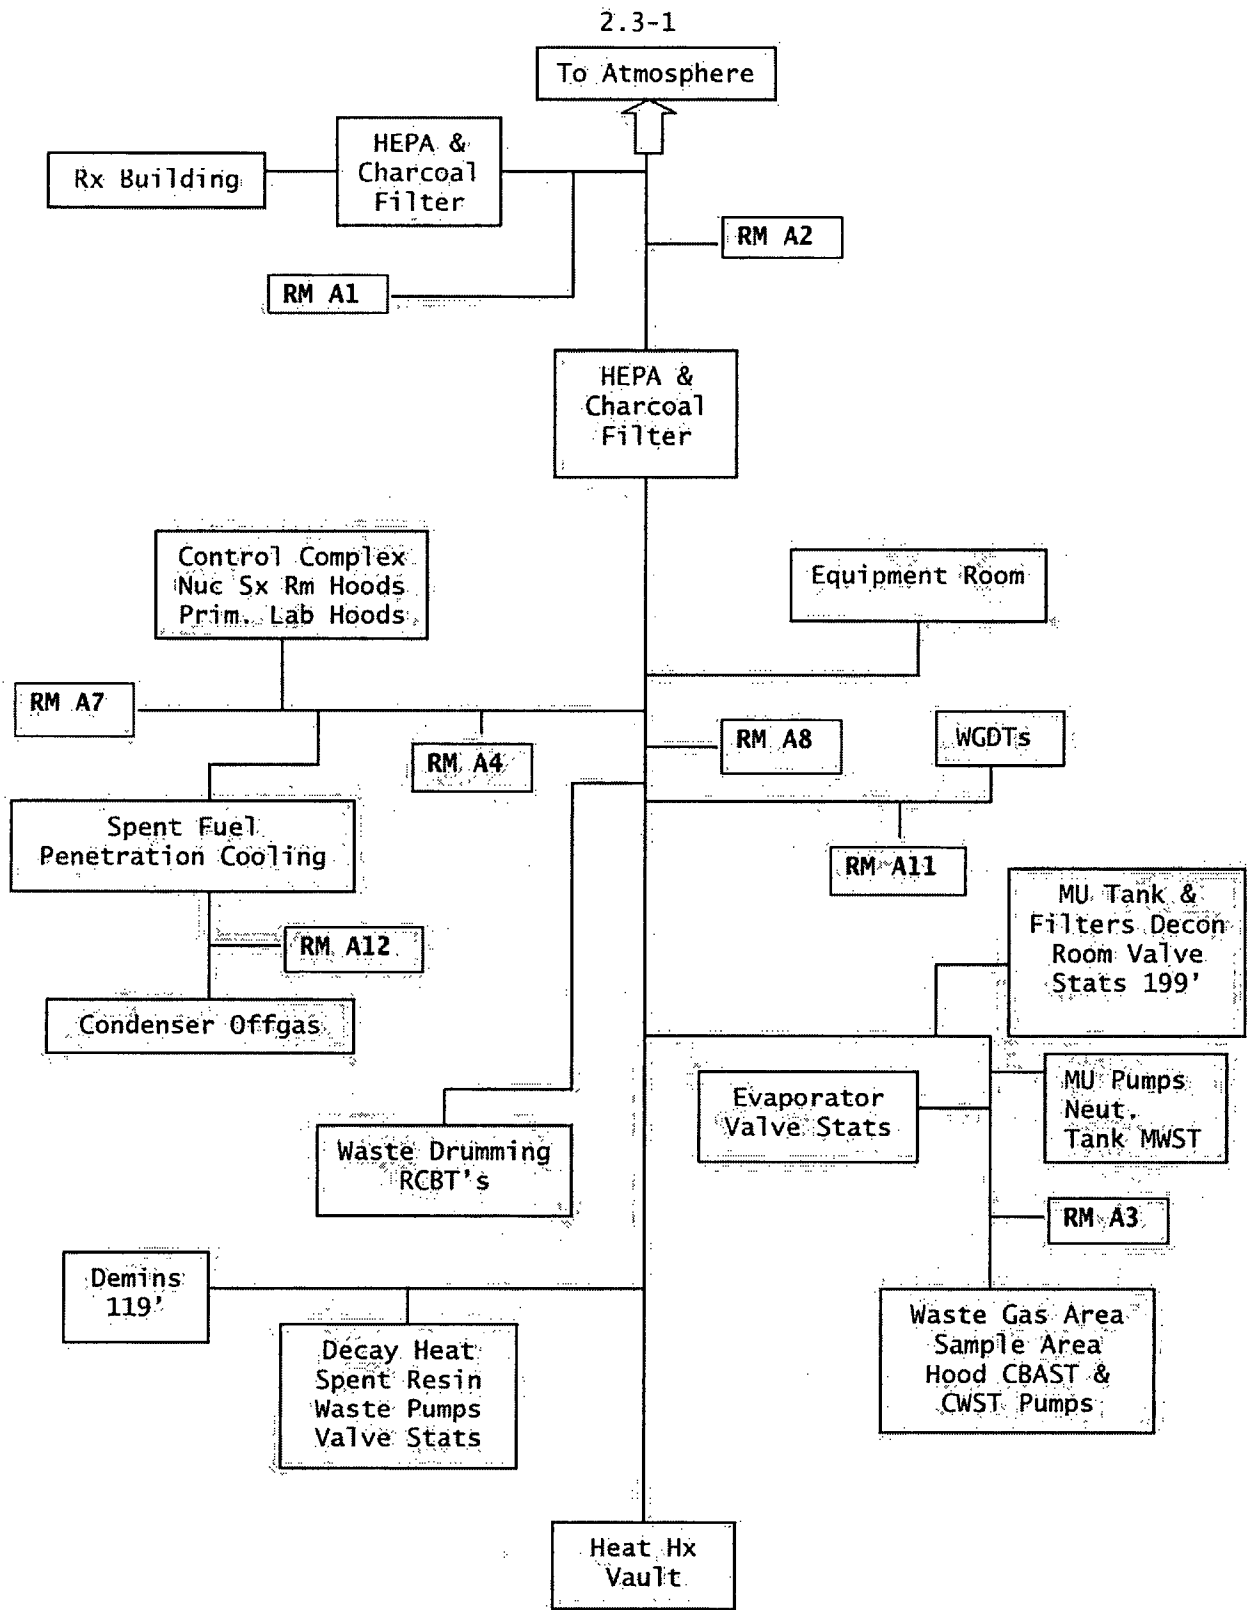 2.3-1
To Atmosphere
HEPA &
Charcoal
Filter
Rx Building
RM A2
RM A1
HEPA &
Charcoal
Filter
Control Complex
Nuc Sx Rm Hoods
Prim. Lab Hoods
Equipment Room
RM A7
RM A4
RM A8
WGDTs
Spent Fuel
Penetration Cooling
RM A11
MU Tank &
Filters Decon
Room Valve
Stats 199'
RM A12
Condenser Offgas
Evaporator
Valve Stats
MU Pumps
Neut.
Tank MWST
Waste Drumming
RCBT's
RM A3
Demins
119'
Waste Gas Area
Sample Area
Hood CBAST &
CWST Pumps
Decay Heat
Spent Resin
Waste Pumps
Valve Stats
Heat Hx
Vault